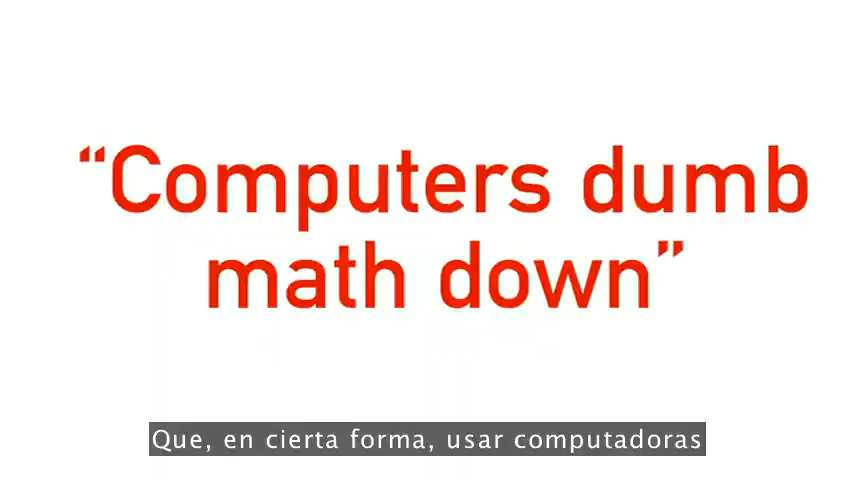 “Computers dumb
math down”
Que, en cierta forma, usar computadoras